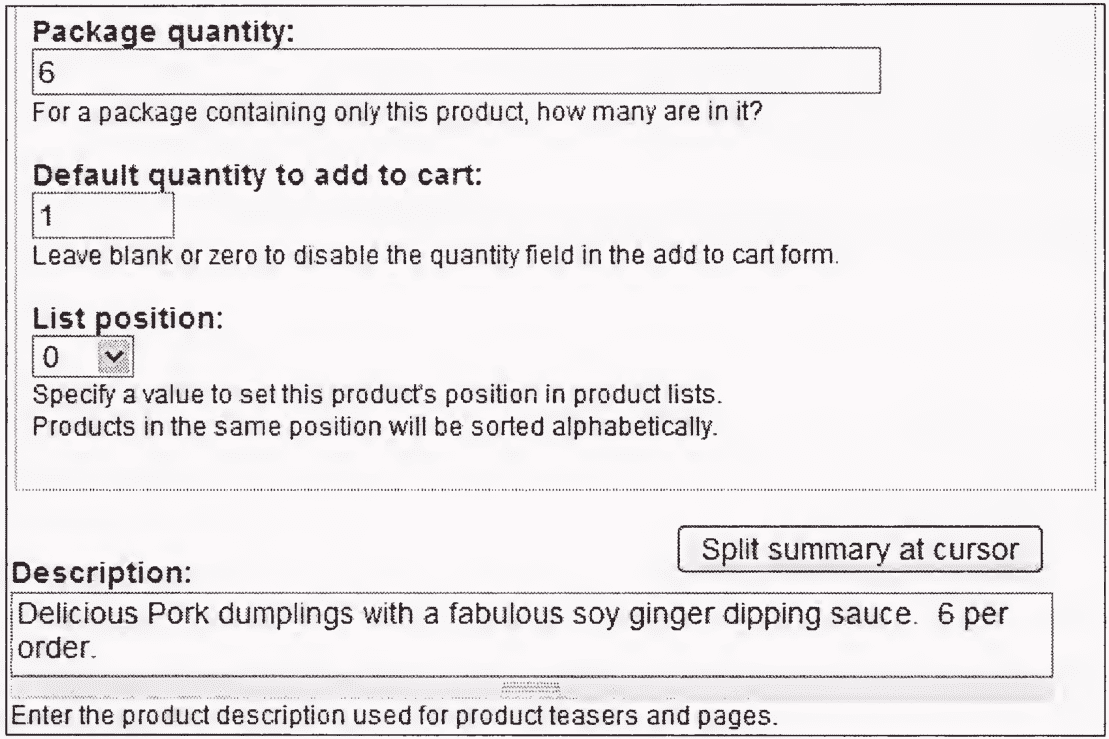 Package quantity:
6
For a package containing only this product, how many are in it?
Default quantity to add to cart:
1
Leave blank or zero to disable the quantity field in the add to cart form.
List position:
0
Specify a value to set this product's position in product lists.
Products in the same position will be sorted alphabetically.
Split summary at cursor
Description:
Delicious Pork dumplings with a fabulous soy ginger dipping sauce.  6 per
order.
Enter the product description used for product teasers and pages.